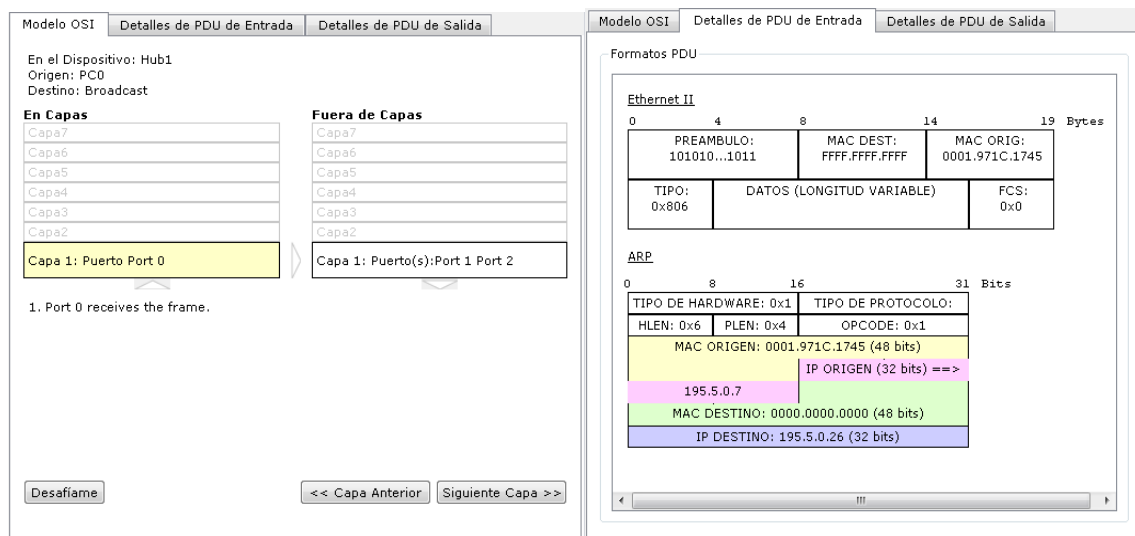 Modelo OSI Detalles de PDU de Entrada Detalles de PDU de Salida
En el Dispositivo: Hub1
Origen: PC0
Destino: Broadcast
En Capas Fuera de Capas
Capa7 Capa7
Capa6 Capa6
Capa5 Capa5
Capa4 Capa4
Capa3 Capa3
Capa2 Capa2
Capa 1: Puerto Port 0 Capa 1: Puerto(s):Port 1 Port 2
1. Port 0 receives the frame.
Desafíame << Capa Anterior Siguiente Capa >>
Modelo OSI Detalles de PDU de Entrada Detalles de PDU de Salida
Formatos PDU
Ethernet II
0 4 8 14 19 Bytes
PREAMBULO: MAC DEST: MAC ORIG:
101010...1011 FFFF.FFFF.FFFF 0001.971C.1745
TIPO: DATOS (LONGITUD VARIABLE) FCS:
0x806 0x0
ARP
0 8 16 31 Bits
TIPO DE HARDWARE: 0x1 TIPO DE PROTOCOLO:
HLEN: 0x6 PLEN: 0x4 OPCODE: 0x1
MAC ORIGEN: 0001.971C.1745 (48 bits)
IP ORIGEN (32 bits) ==>
195.5.0.7
MAC DESTINO: 0000.0000.0000 (48 bits)
IP DESTINO: 195.5.0.26 (32 bits)